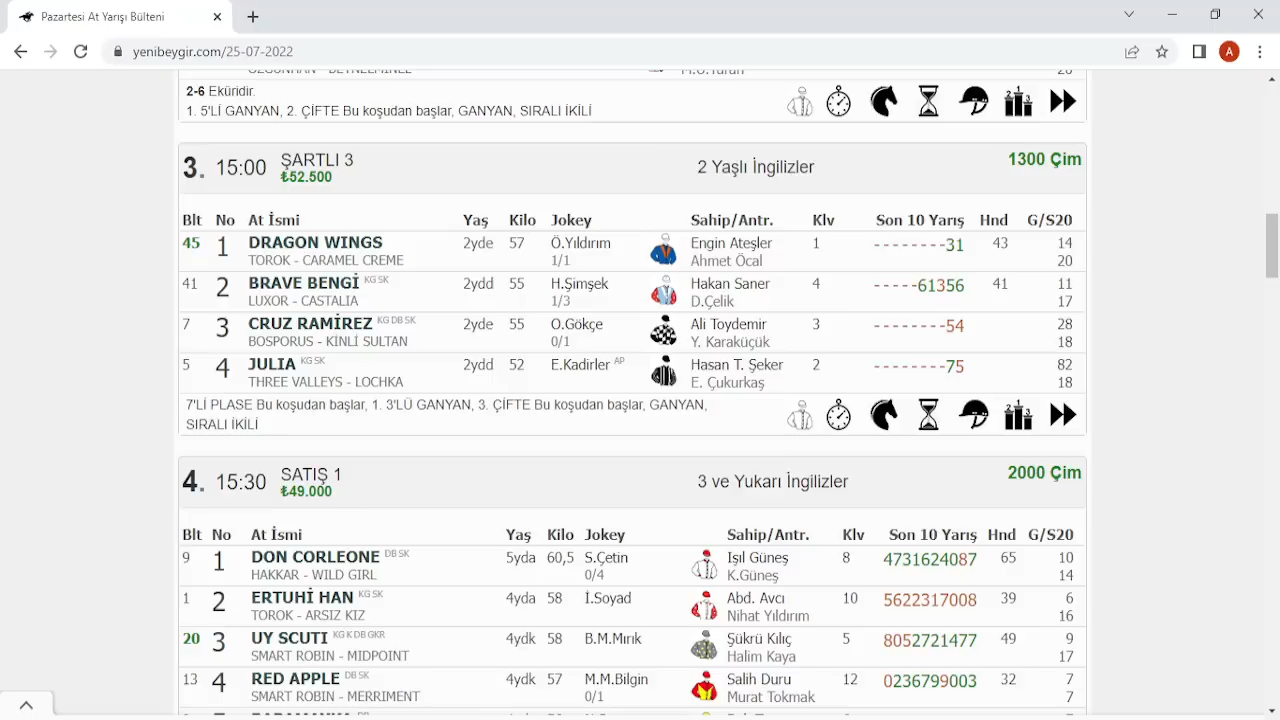 Pazartesi At Yarışı Bülteni
yenibeygir.com/25-07-2022
A
2-6 Eküridir.
1. 5'Lİ GANYAN, 2. ÇİFTE Bu koşudan başlar, GANYAN, SIRALI İKİLİ
3. 15:00 ŞARTLI 3 2 Yaşlı İngilizler 1300 Çim
₺52.500
Blt No At İsmi Yaş Kilo Jokey Sahip/Antr. Klv Son 10 Yarış Hnd G/S20
45 1 DRAGON WINGS 2yde 57 Ö.Yıldırım Engin Ateşler 1 --------31 43 14
TOROK - CARAMEL CREME 1/1 Ahmet Öcal 20
41 2 BRAVE BENGİ KG SK 2ydd 55 H.Şimşek Hakan Saner 4 -----61356 41 11
LUXOR - CASTALIA 1/3 D.Çelik 17
7 3 CRUZ RAMİREZ KG DB SK 2yde 55 O.Gökçe Ali Toydemir 3 --------54 28
BOSPORUS - KİNLİ SULTAN 0/1 Y. Karaküçük 18
5 4 JULIA KG SK 2ydd 52 E.Kadirler AP Hasan T. Şeker 2 --------75 82
THREE VALLEYS - LOCHKA E. Çukurkaş 18
7'Lİ PLASE Bu koşudan başlar, 1. 3'LÜ GANYAN, 3. ÇİFTE Bu koşudan başlar, GANYAN,
SIRALI İKİLİ
4. 15:30 SATIŞ 1 3 ve Yukarı İngilizler 2000 Çim
₺49.000
Blt No At İsmi Yaş Kilo Jokey Sahip/Antr. Klv Son 10 Yarış Hnd G/S20
9 1 DON CORLEONE DB SK 5yda 60,5 S.Çetin Işıl Güneş 8 4731624087 65 10
HAKKAR - WILD GIRL 0/4 K.Güneş 14
1 2 ERTUHİ HAN KG SK 4yda 58 İ.Soyad Abd. Avcı 10 5622317008 39 6
TOROK - ARSIZ KIZ Nihat Yıldırım 16
20 3 UY SCUTI KG K DB GKR 4ydk 58 B.M.Mırık Şükrü Kılıç 5 8052721477 49 9
SMART ROBIN - MIDPOINT Halim Kaya 17
13 4 RED APPLE DB SK 4ydk 57 M.M.Bilgin Salih Duru 12 0236799003 32 7
SMART ROBIN - MERRIMENT 0/1 Murat Tokmak 7